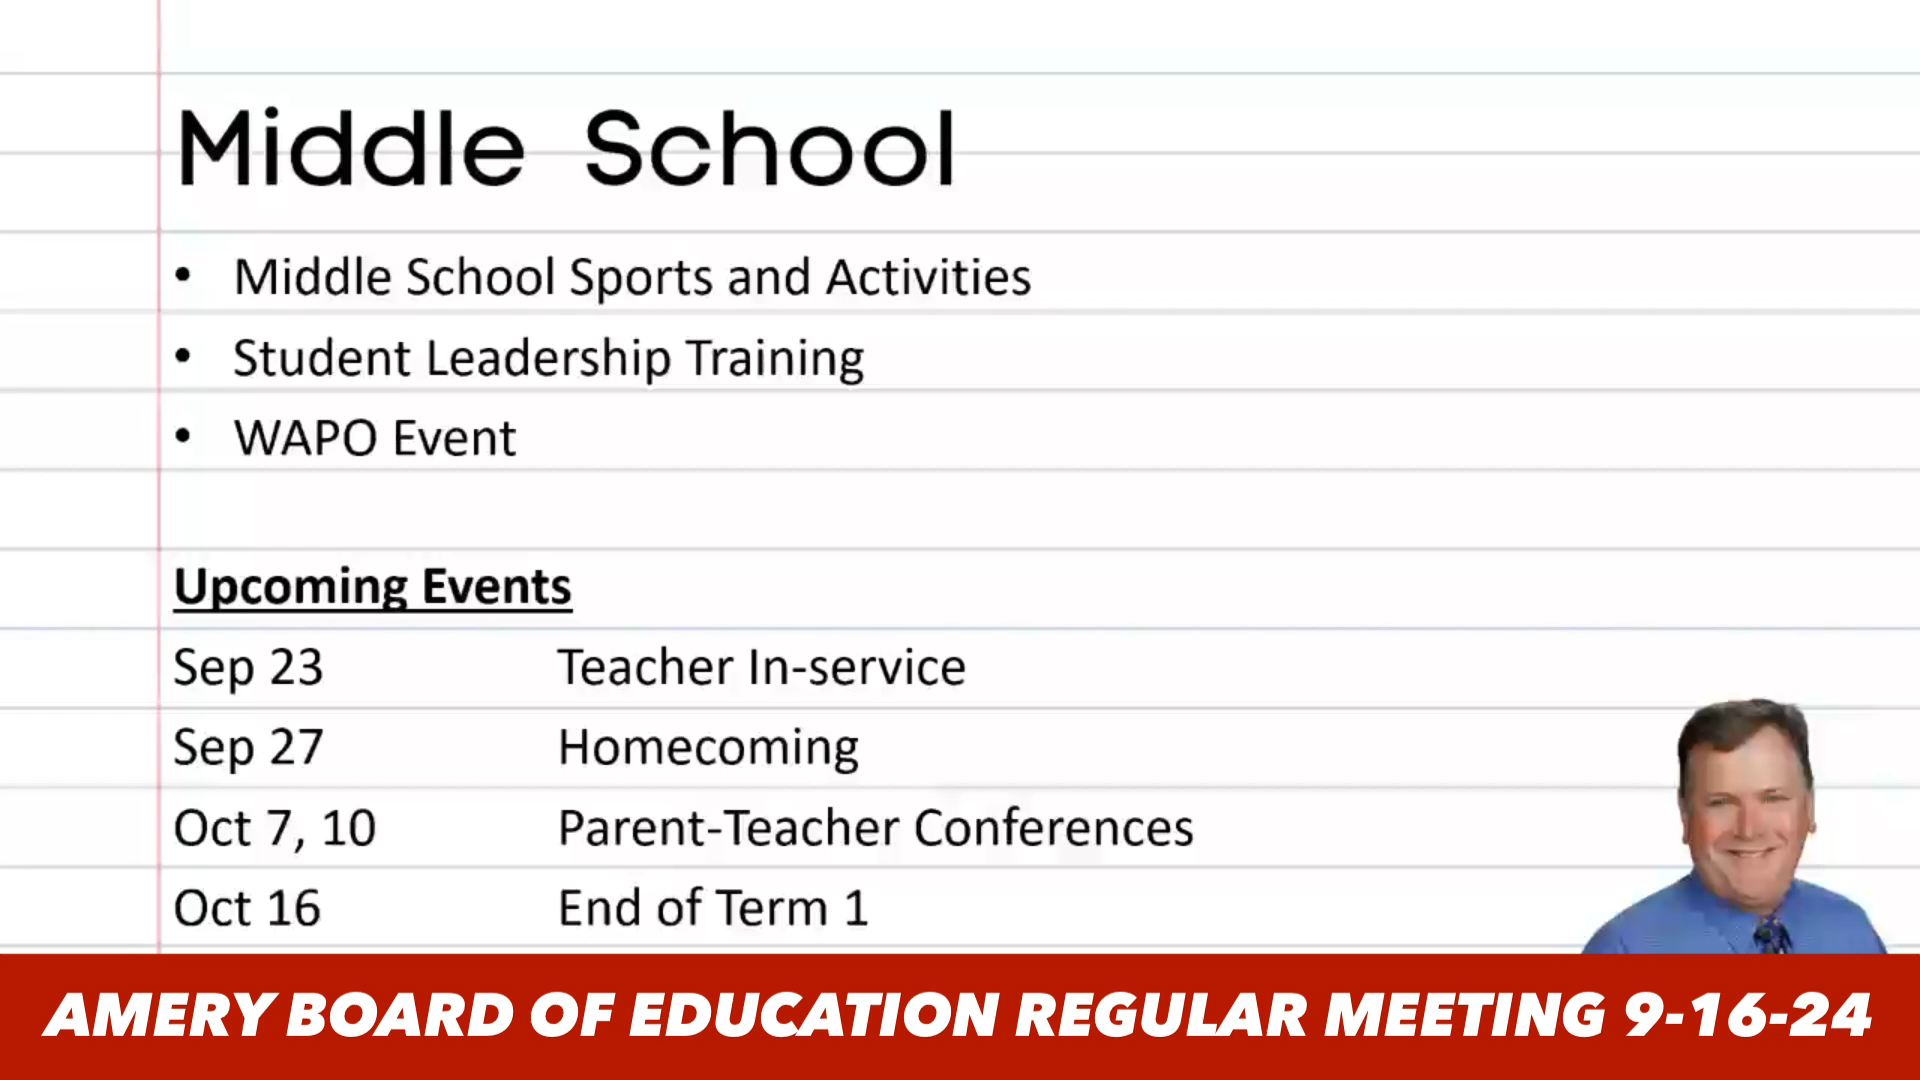 Middle School
• Middle School Sports and Activities
• Student Leadership Training
• WAPO Event
Upcoming Events
Sep 23 Teacher In-service
Sep 27 Homecoming
Oct 7, 10 Parent-Teacher Conferences
Oct 16 End of Term 1
AMERY BOARD OF EDUCATION REGULAR MEETING 9-16-24